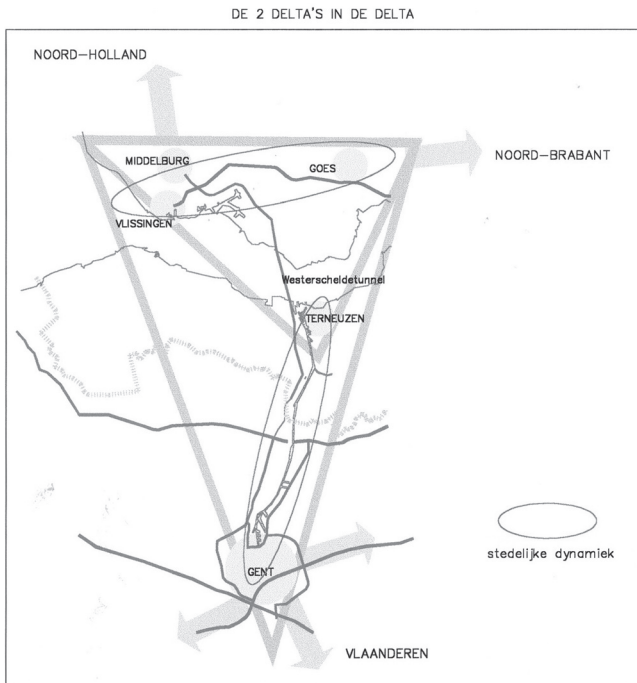 DE 2 DELTA'S IN DE DELTA
NOORD-HOLLAND
MIDDELBURG
GOES
NOORD-BRABANT
VLISSINGEN
Westerscheldetunnel
TERNEUZEN
stedelijke dynamiek
GENT
VLAANDEREN